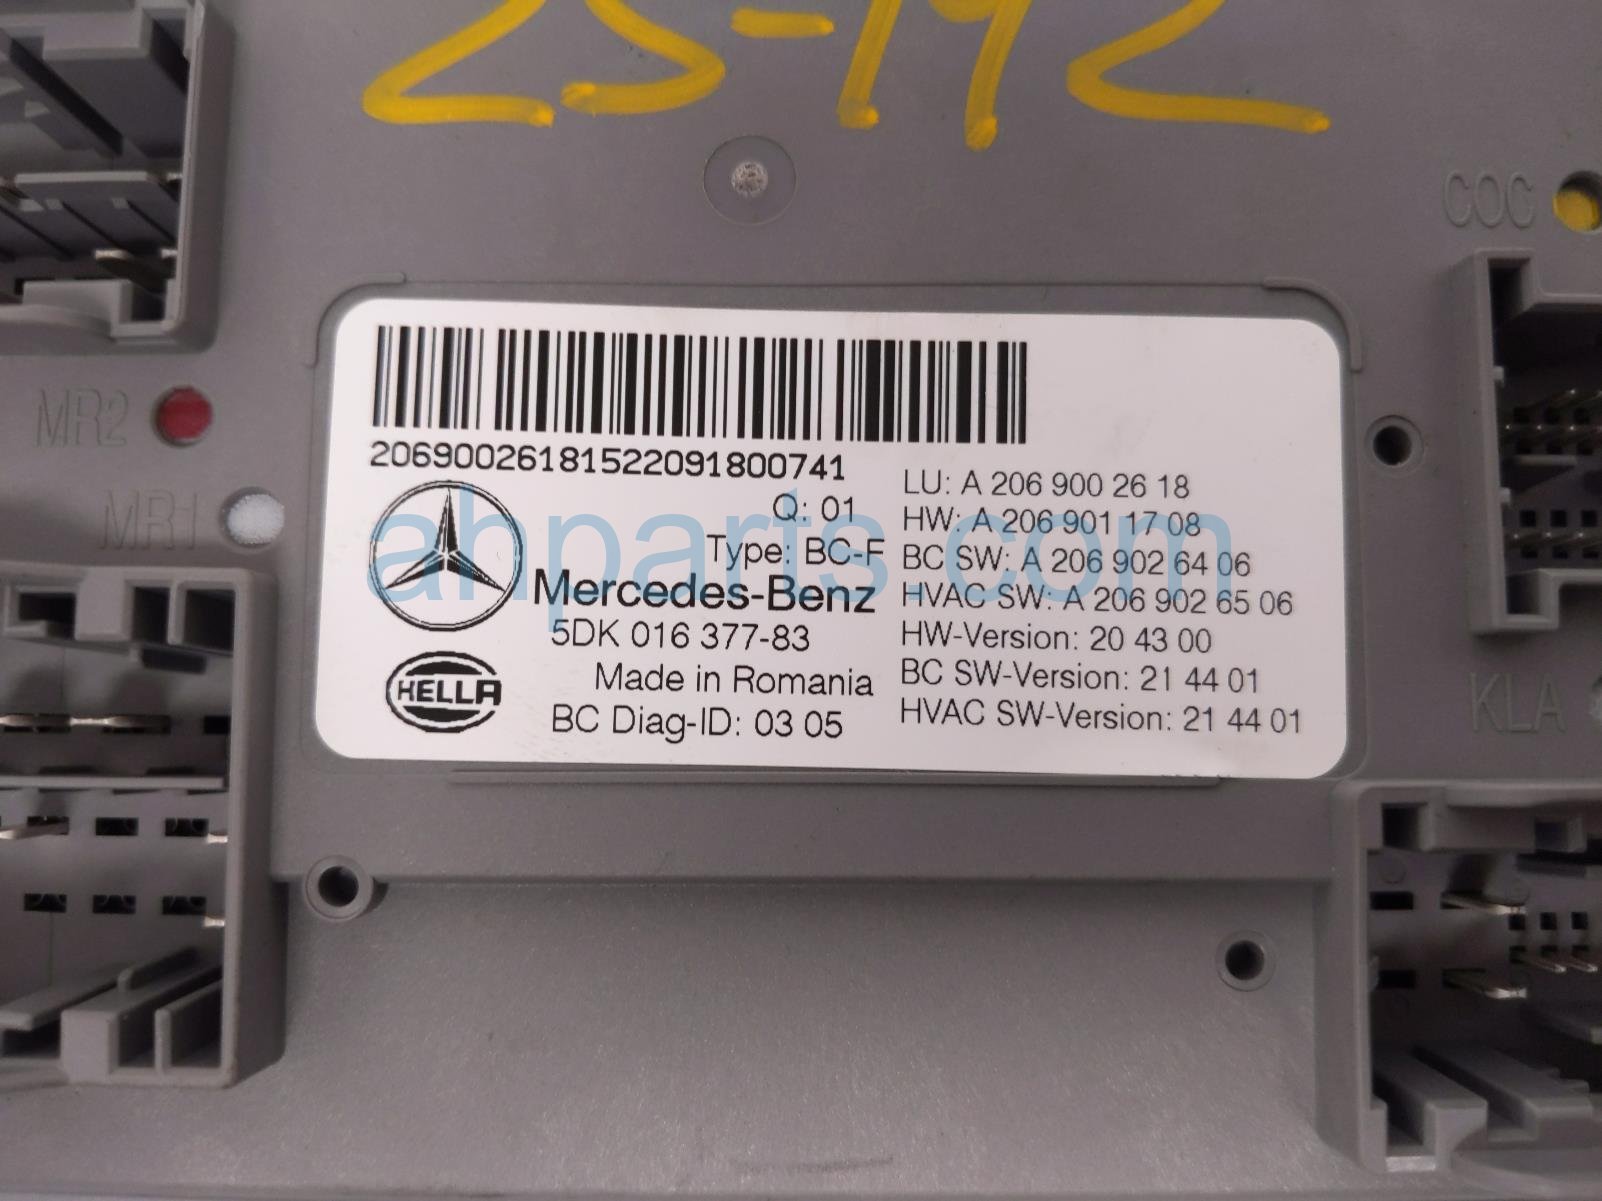 25-192
COC
MR2
MR1
KLA
2069002618152209180074​1
Q: 01
Type: BC-F
Mercedes-Benz
5DK 016 377-83
Made in Romania
BC Diag-ID: 03 05
HELLA
LU: A 206 900 26 18
HW: A 206 901 17 08
BC SW: A 206 902 64 06
HVAC SW: A 206 902 65 06
HW-Version: 20 43 00
BC SW-Version: 21 44 01
HVAC SW-Version: 21 44 01
ahparts.com